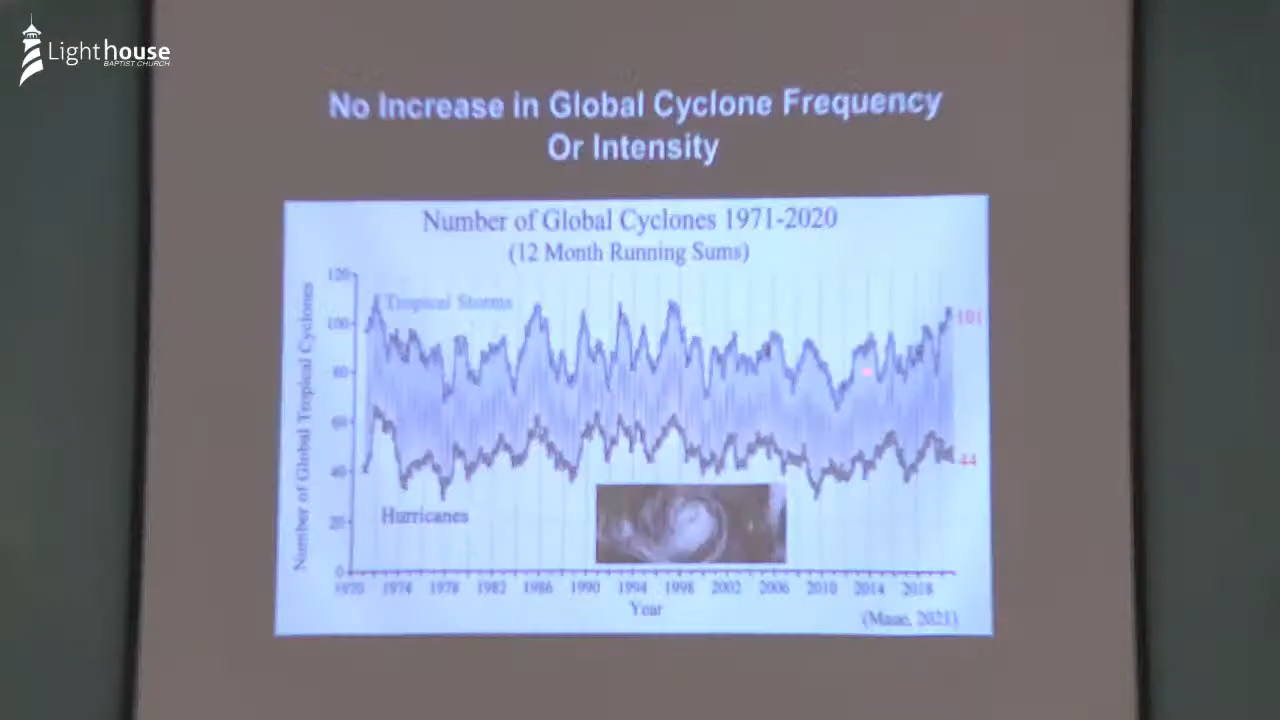 Lighthouse
BAPTIST CHURCH
No Increase in Global Cyclone Frequency
Or Intensity
Number of Global Cyclones 1971-2020
(12 Month Running Sums)
Number of Global Tropical Cyclones
120
100
80
60
40
20
0
Tropical Storms
101
44
Hurricanes
1970 1974 1978 1982 1986 1990 1994 1998 2002 2006 2010 2014 2018
Year
(Maue, 2021)